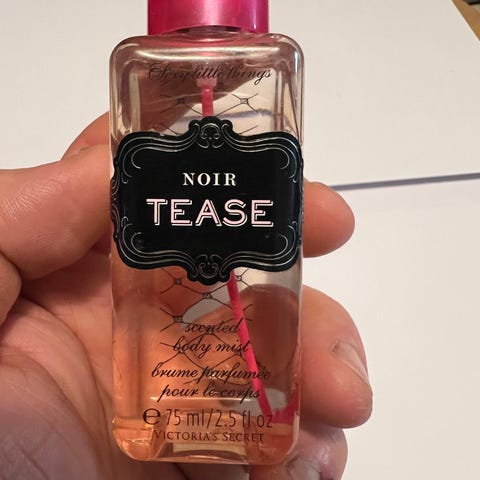 Sexy little things
NOIR
TEASE
scented
body mist
brume parfumée
pour le corps
℮ 75 ml/2.5 fl oz
VICTORIA'S SECRET